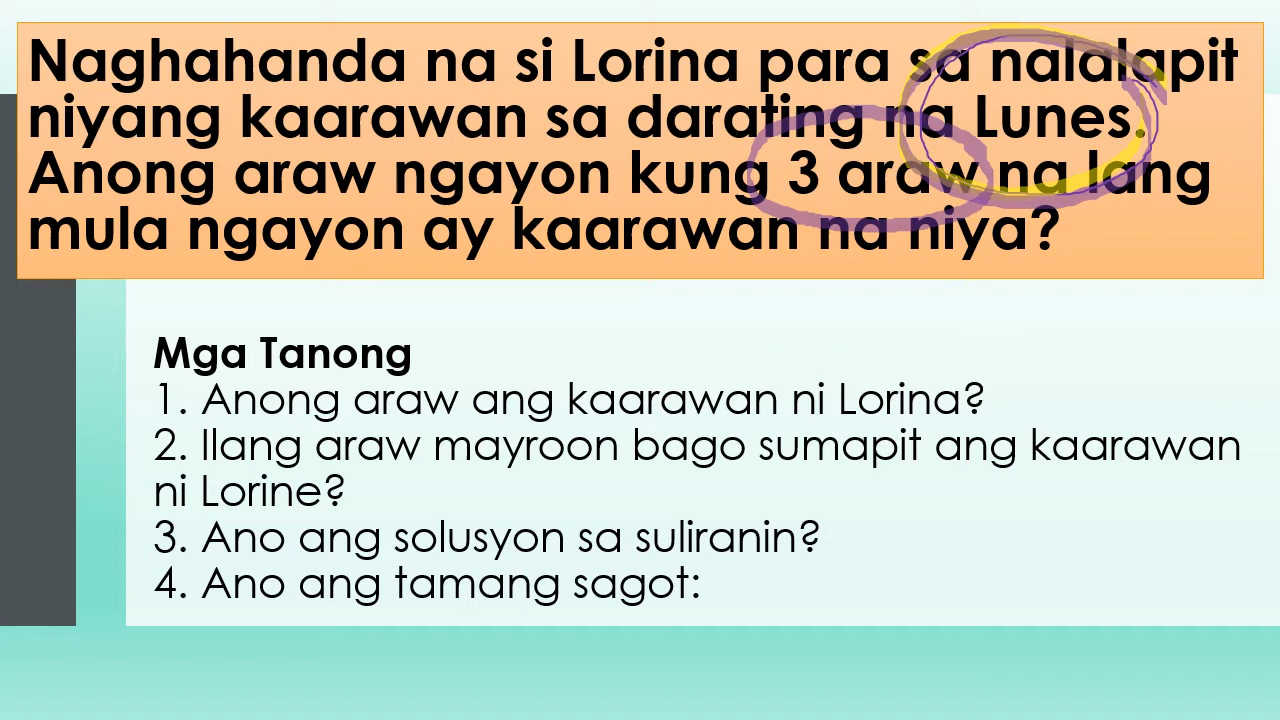 Naghahanda na si Lorina para sa nalalapit
niyang kaarawan sa darating na Lunes.
Anong araw ngayon kung 3 araw na lang
mula ngayon ay kaarawan na niya?
Mga Tanong
1. Anong araw ang kaarawan ni Lorina?
2. Ilang araw mayroon bago sumapit ang kaarawan
ni Lorine?
3. Ano ang solusyon sa suliranin?
4. Ano ang tamang sagot: